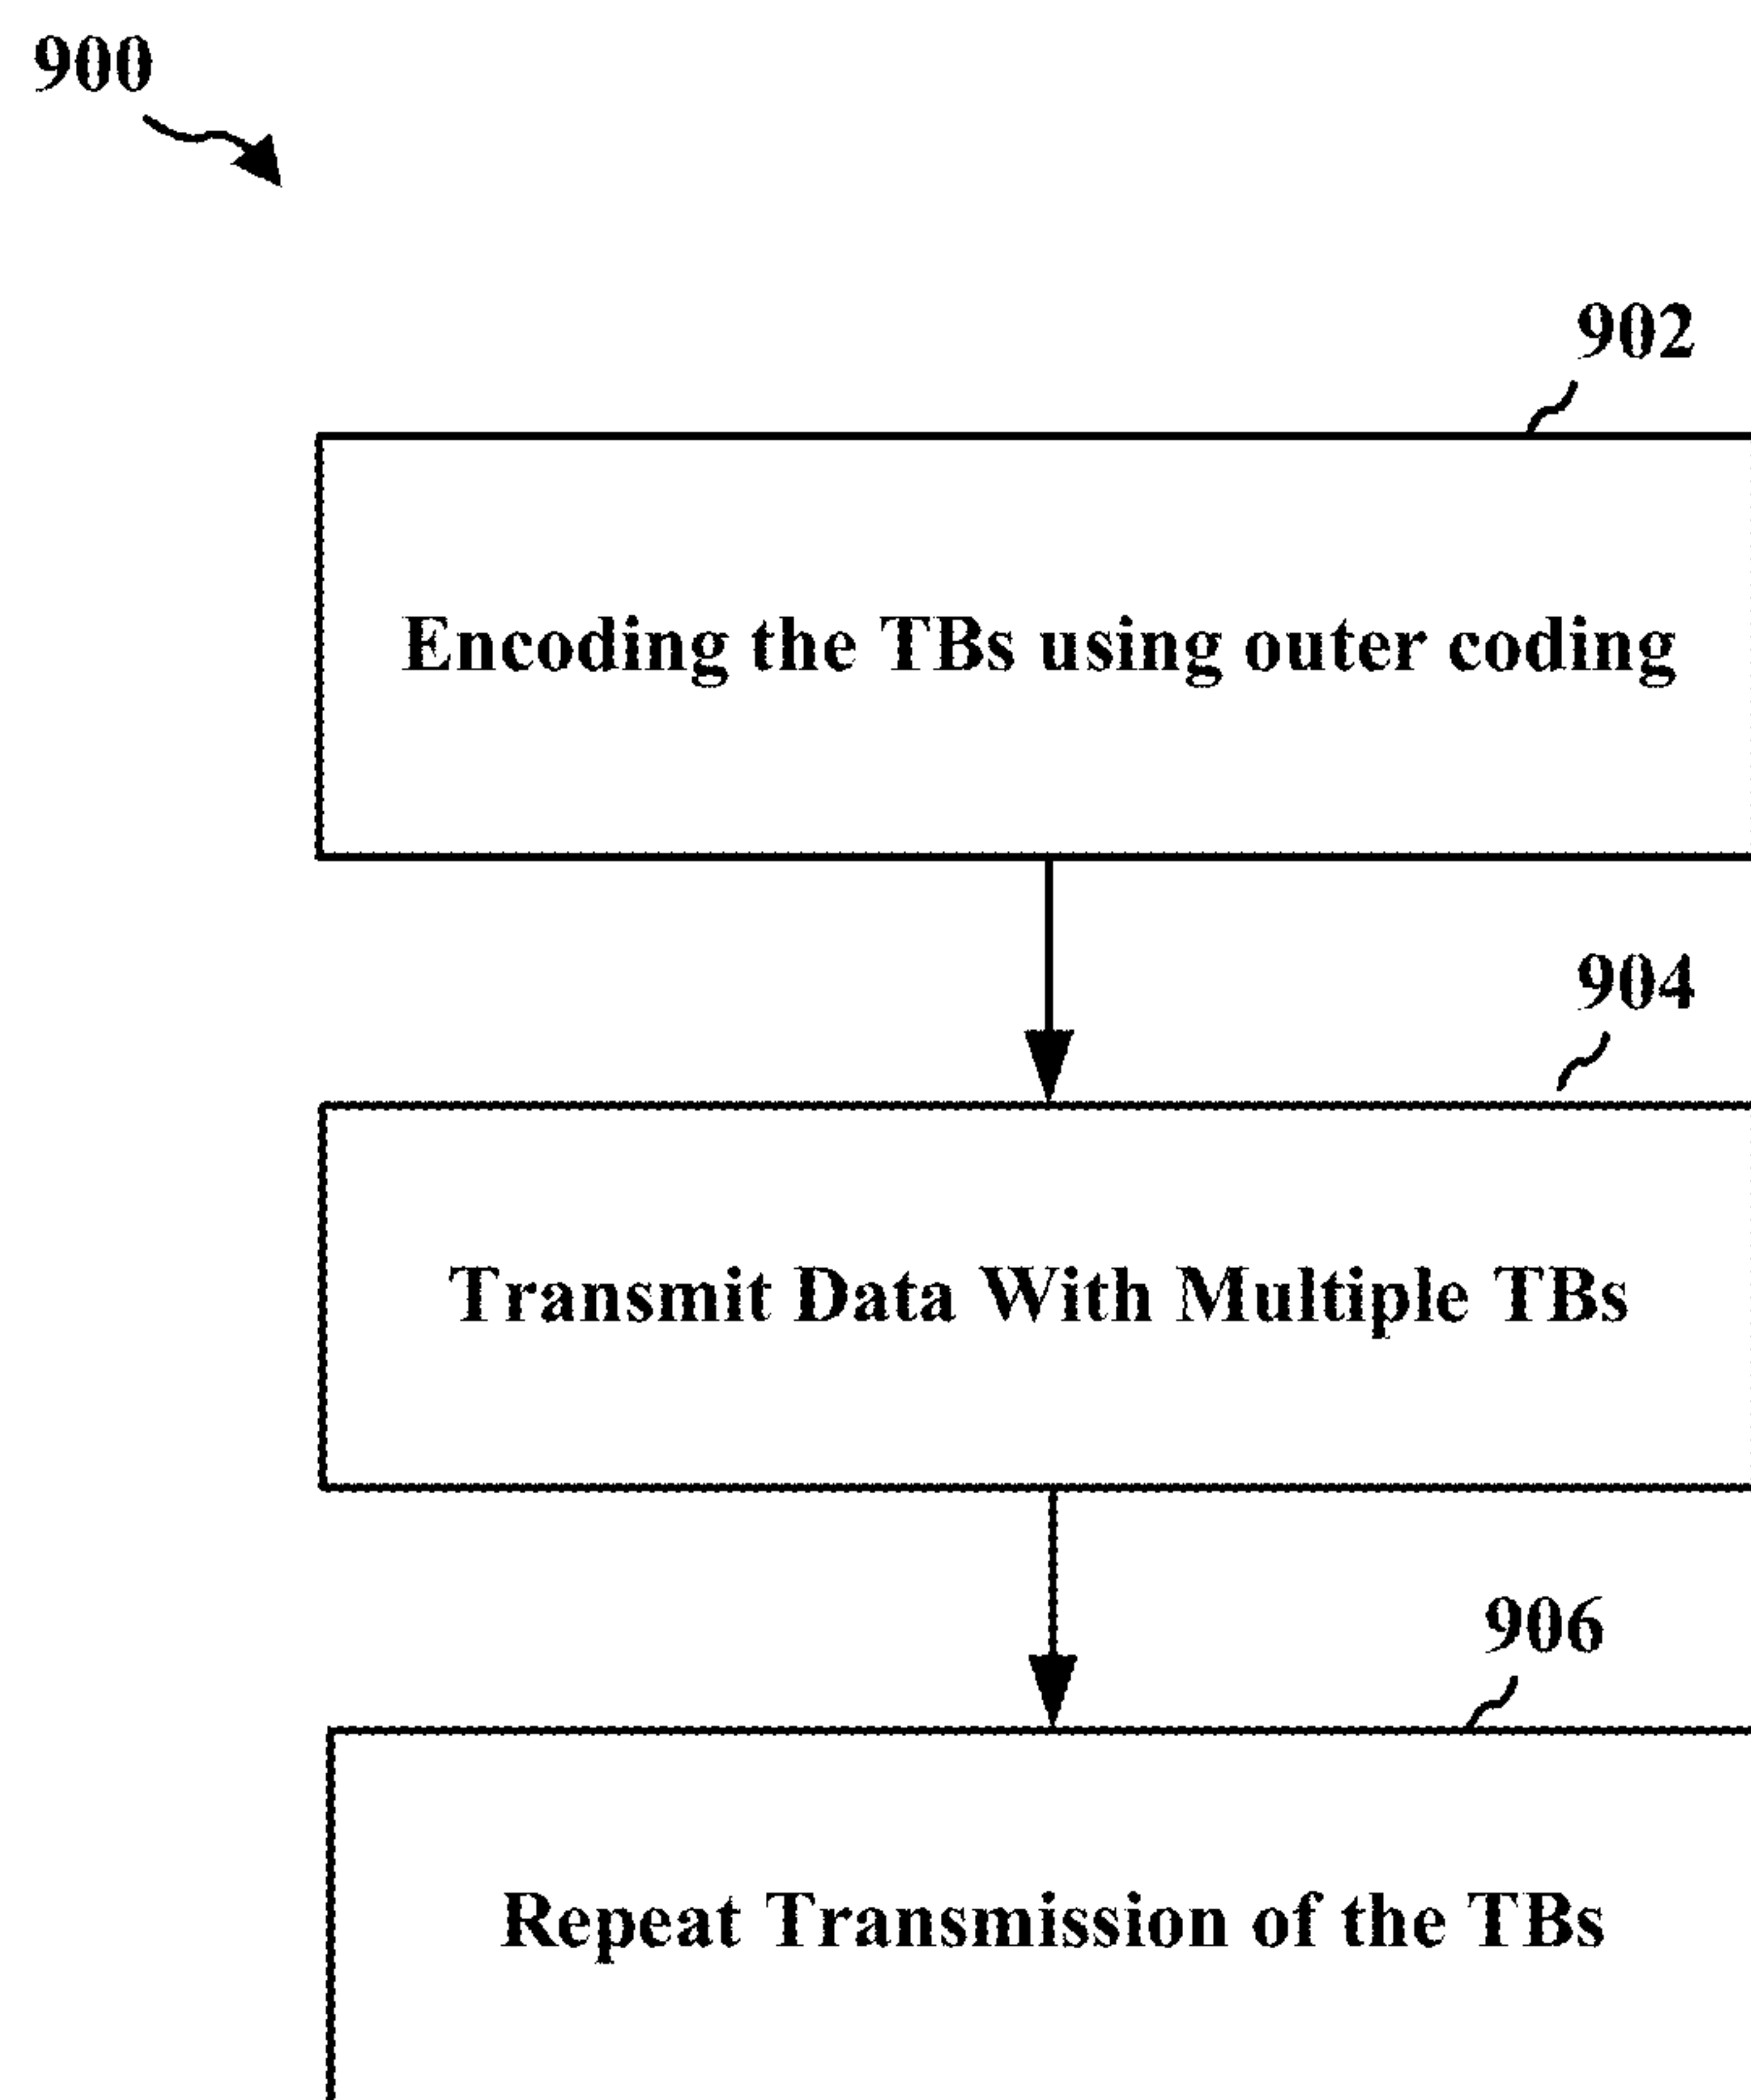 900
902
Encoding the TBs using outer coding
904
Transmit Data With Multiple TBs
906
Repeat Transmission of the TBs